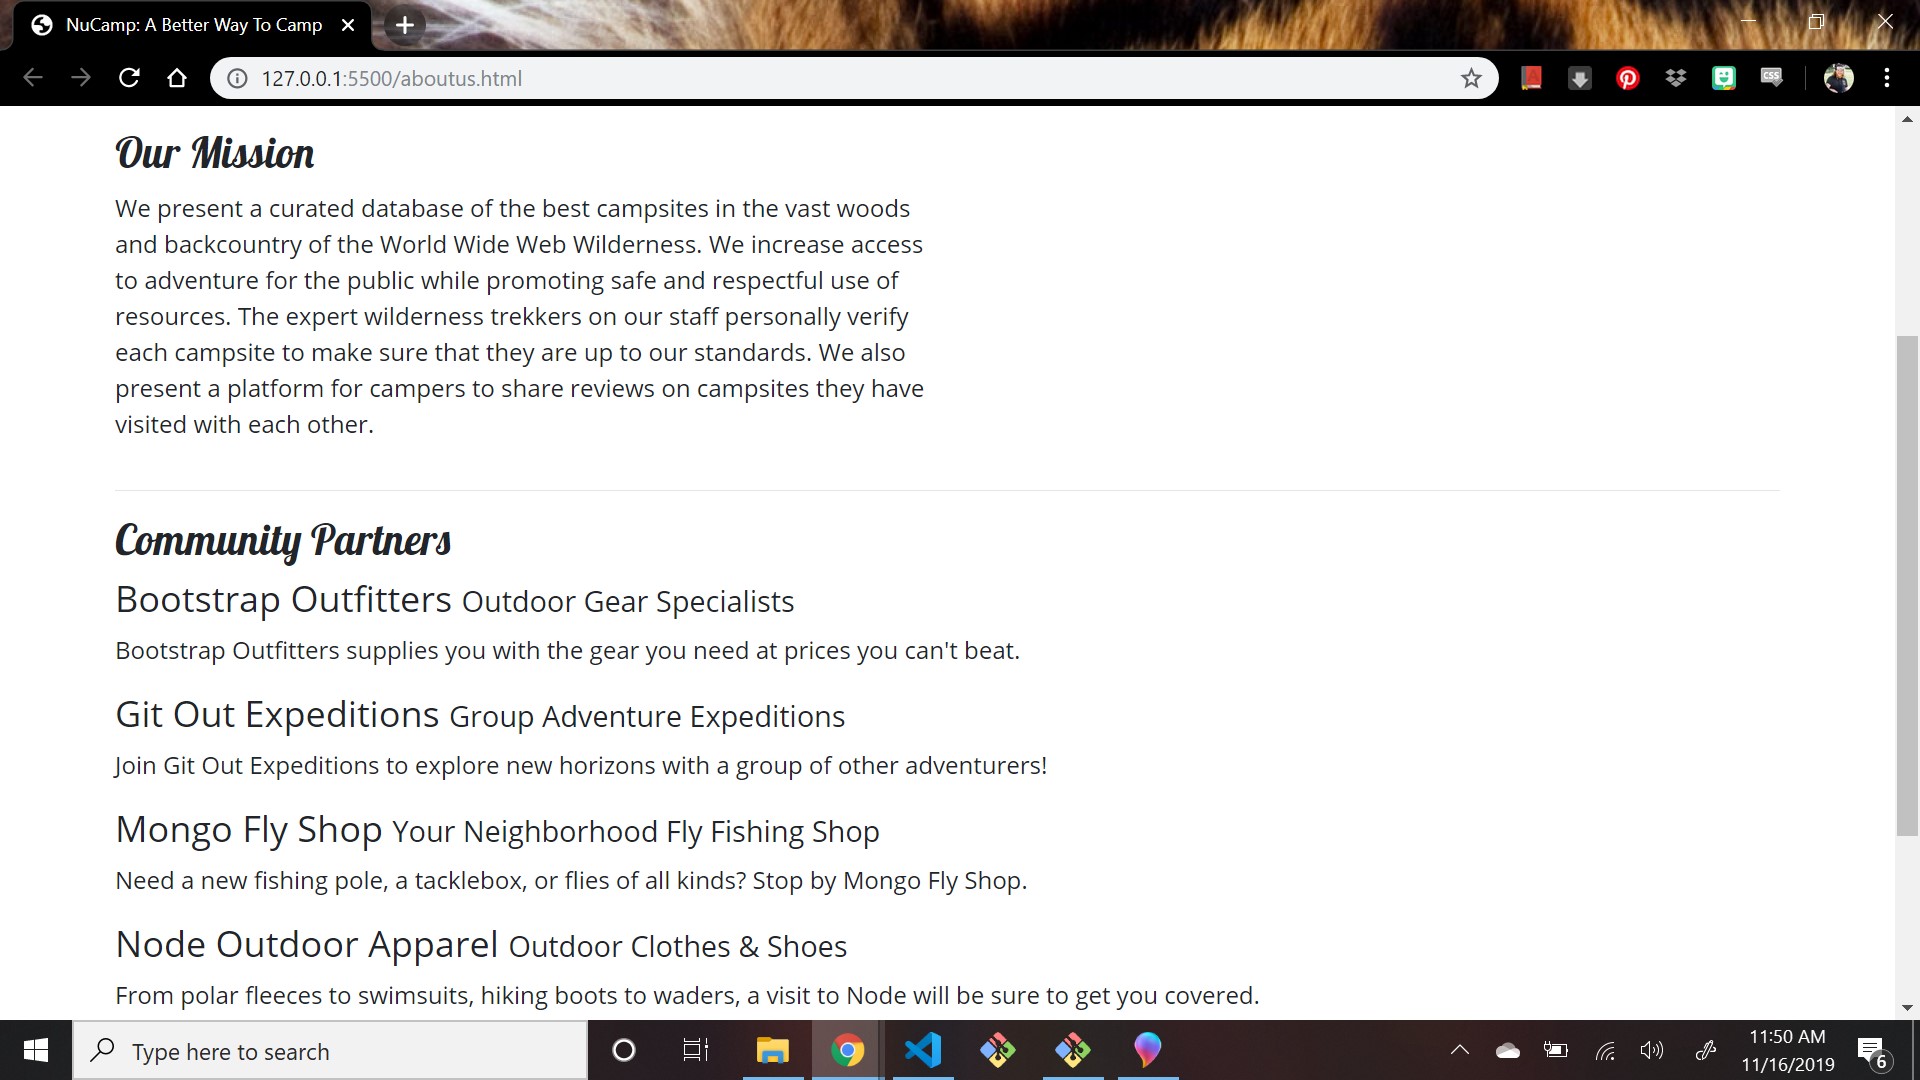 NuCamp: A Better Way To Camp
127.0.0.1:5500/aboutus.html
CSS
Our Mission
We present a curated database of the best campsites in the vast woods
and backcountry of the World Wide Web Wilderness. We increase access
to adventure for the public while promoting safe and respectful use of
resources. The expert wilderness trekkers on our staff personally verify
each campsite to make sure that they are up to our standards. We also
present a platform for campers to share reviews on campsites they have
visited with each other.
Community Partners
Bootstrap Outfitters Outdoor Gear Specialists
Bootstrap Outfitters supplies you with the gear you need at prices you can't beat.
Git Out Expeditions Group Adventure Expeditions
Join Git Out Expeditions to explore new horizons with a group of other adventurers!
Mongo Fly Shop Your Neighborhood Fly Fishing Shop
Need a new fishing pole, a tacklebox, or flies of all kinds? Stop by Mongo Fly Shop.
Node Outdoor Apparel Outdoor Clothes & Shoes
From polar fleeces to swimsuits, hiking boots to waders, a visit to Node will be sure to get you covered.
Type here to search
11:50 AM
11/16/2019
6